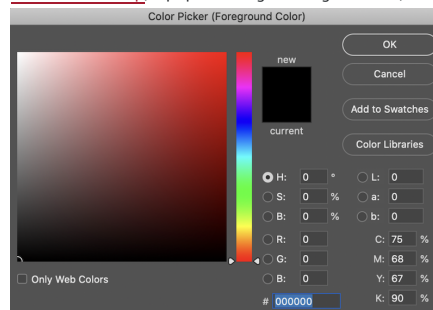 Color Picker (Foreground Color)
new
current
OK
Cancel
Add to Swatches
Color Libraries
H: 0 °
S: 0 %
B: 0 %
R: 0
G: 0
B: 0
# 000000
L: 0
a: 0
b: 0
C: 75 %
M: 68 %
Y: 67 %
K: 90 %
Only Web Colors